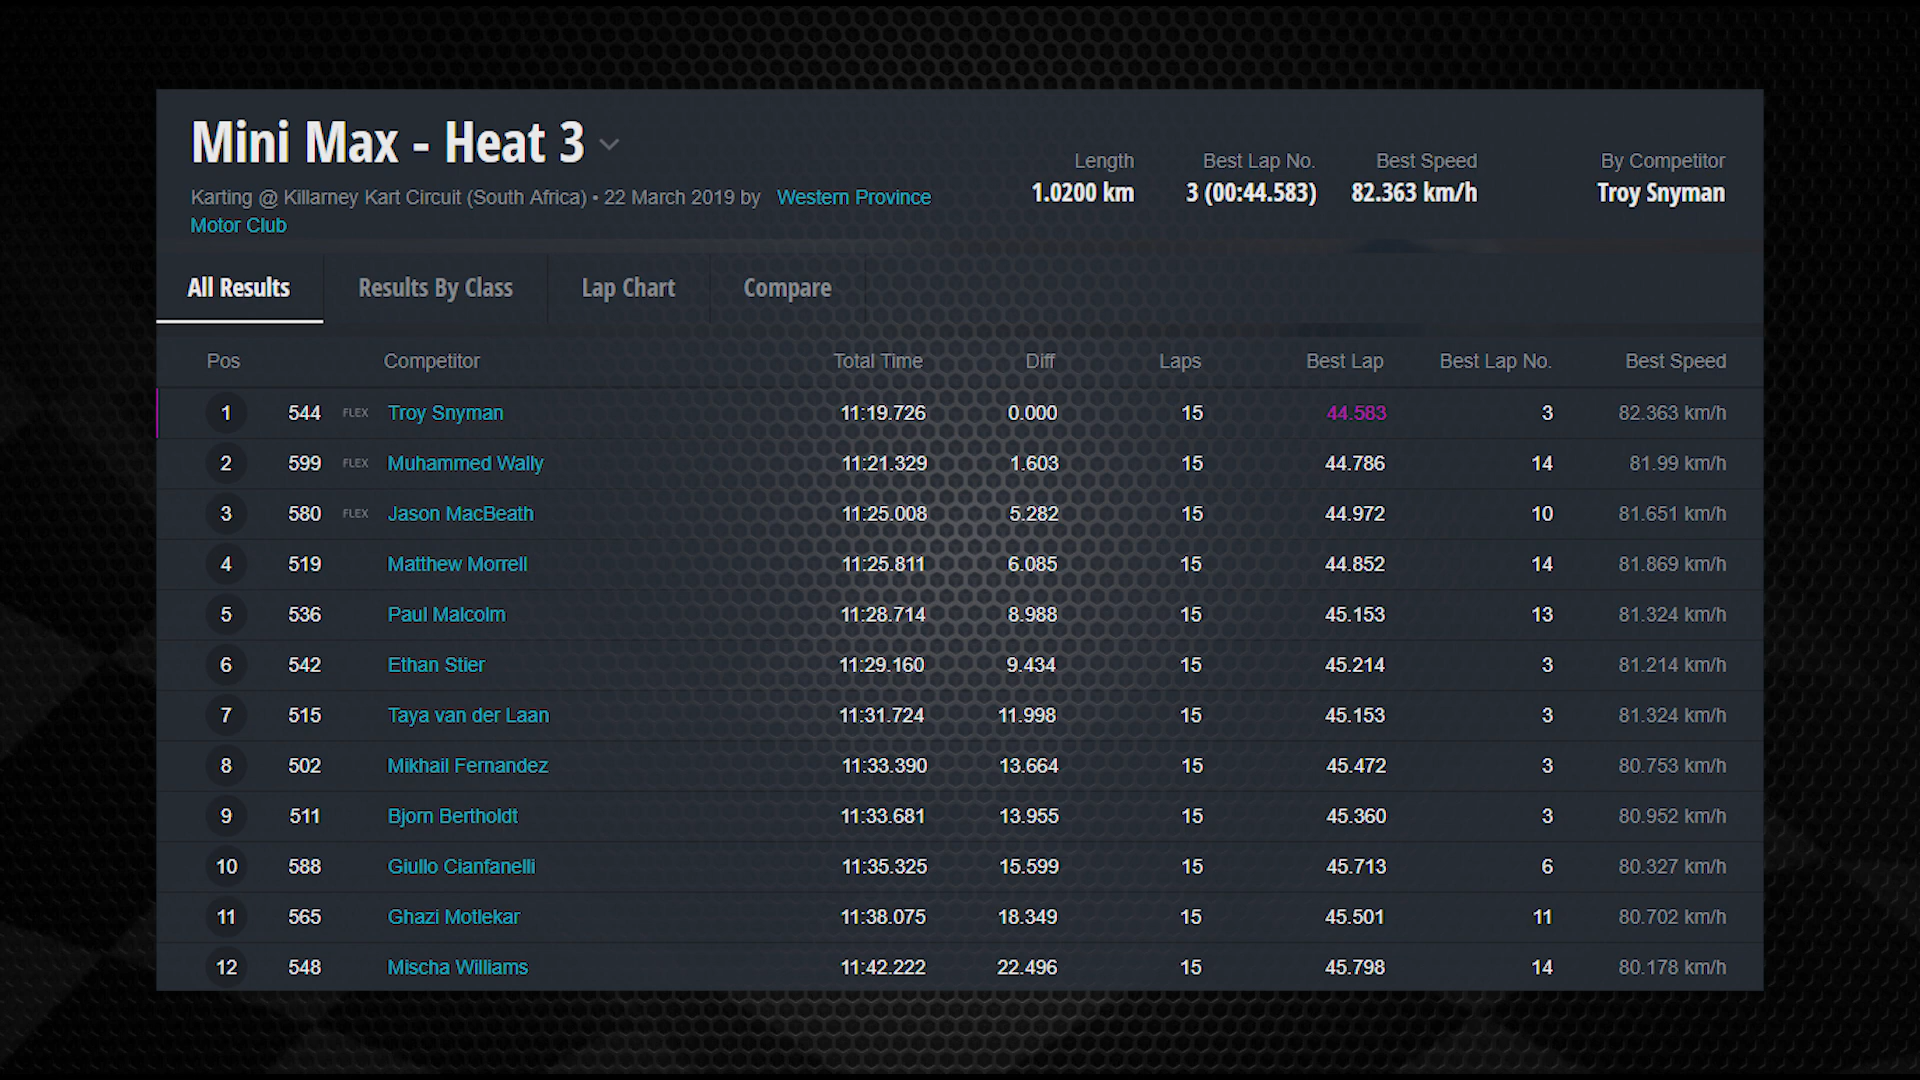 Mini Max - Heat 3
Karting @ Killarney Kart Circuit (South Africa) • 22 March 2019 by Western Province
Motor Club
Length Best Lap No. Best Speed By Competitor
1.0200 km 3 (00:44.583) 82.363 km/h Troy Snyman
All Results Results By Class Lap Chart Compare
Pos Competitor Total Time Diff Laps Best Lap Best Lap No. Best Speed
1 544 FLEX Troy Snyman 11:19.726 0.000 15 44.583 3 82.363 km/h
2 599 FLEX Muhammed Wally 11:21.329 1.603 15 44.786 14 81.99 km/h
3 580 FLEX Jason MacBeath 11:25.008 5.282 15 44.972 10 81.651 km/h
4 519 Matthew Morrell 11:25.811 6.085 15 44.852 14 81.869 km/h
5 536 Paul Malcolm 11:28.714 8.988 15 45.153 13 81.324 km/h
6 542 Ethan Stier 11:29.160 9.434 15 45.214 3 81.214 km/h
7 515 Taya van der Laan 11:31.724 11.998 15 45.153 3 81.324 km/h
8 502 Mikhail Fernandez 11:33.390 13.664 15 45.472 3 80.753 km/h
9 511 Bjorn Bertholdt 11:33.681 13.955 15 45.360 3 80.952 km/h
10 588 Giullo Cianfanelli 11:35.325 15.599 15 45.713 6 80.327 km/h
11 565 Ghazi Motlekar 11:38.075 18.349 15 45.501 11 80.702 km/h
12 548 Mischa Williams 11:42.222 22.496 15 45.798 14 80.178 km/h